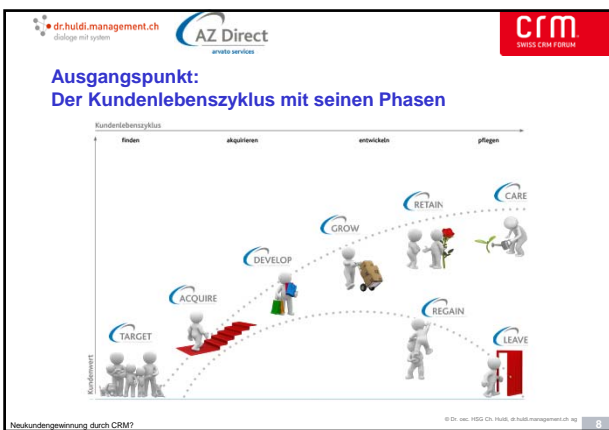 dr.huldi.management.ch
dialoge mit system
AZ Direct
arvato services
crm
SWISS CRM FORUM
Ausgangspunkt:
Der Kundenlebenszyklus mit seinen Phasen
Kundenlebenszyklus
finden akquirieren entwickeln pflegen
CARE
RETAIN
GROW
DEVELOP
ACQUIRE
REGAIN
TARGET
LEAVE
Kundenwert
Neukundengewinnung durch CRM?
© Dr. oec. HSG Ch. Huldi, dr.huldi.management.ch ag
8